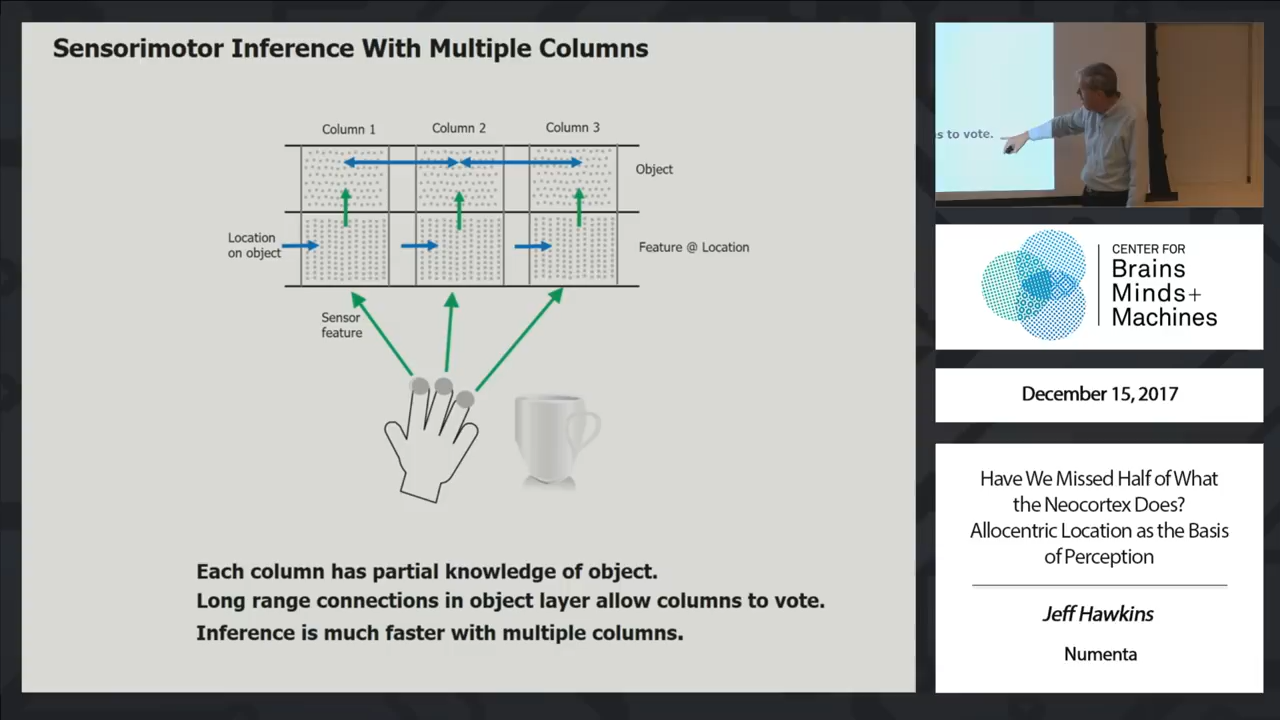 Sensorimotor Inference With Multiple Columns
Column 1
Column 2
Column 3
Object
Location
on object
Feature @ Location
Sensor
feature
Each column has partial knowledge of object.
Long range connections in object layer allow columns to vote.
Inference is much faster with multiple columns.
s to vote.
CENTER FOR
Brains
Minds+
Machines
December 15, 2017
Have We Missed Half of What
the Neocortex Does?
Allocentric Location as the Basis
of Perception
Jeff Hawkins
Numenta